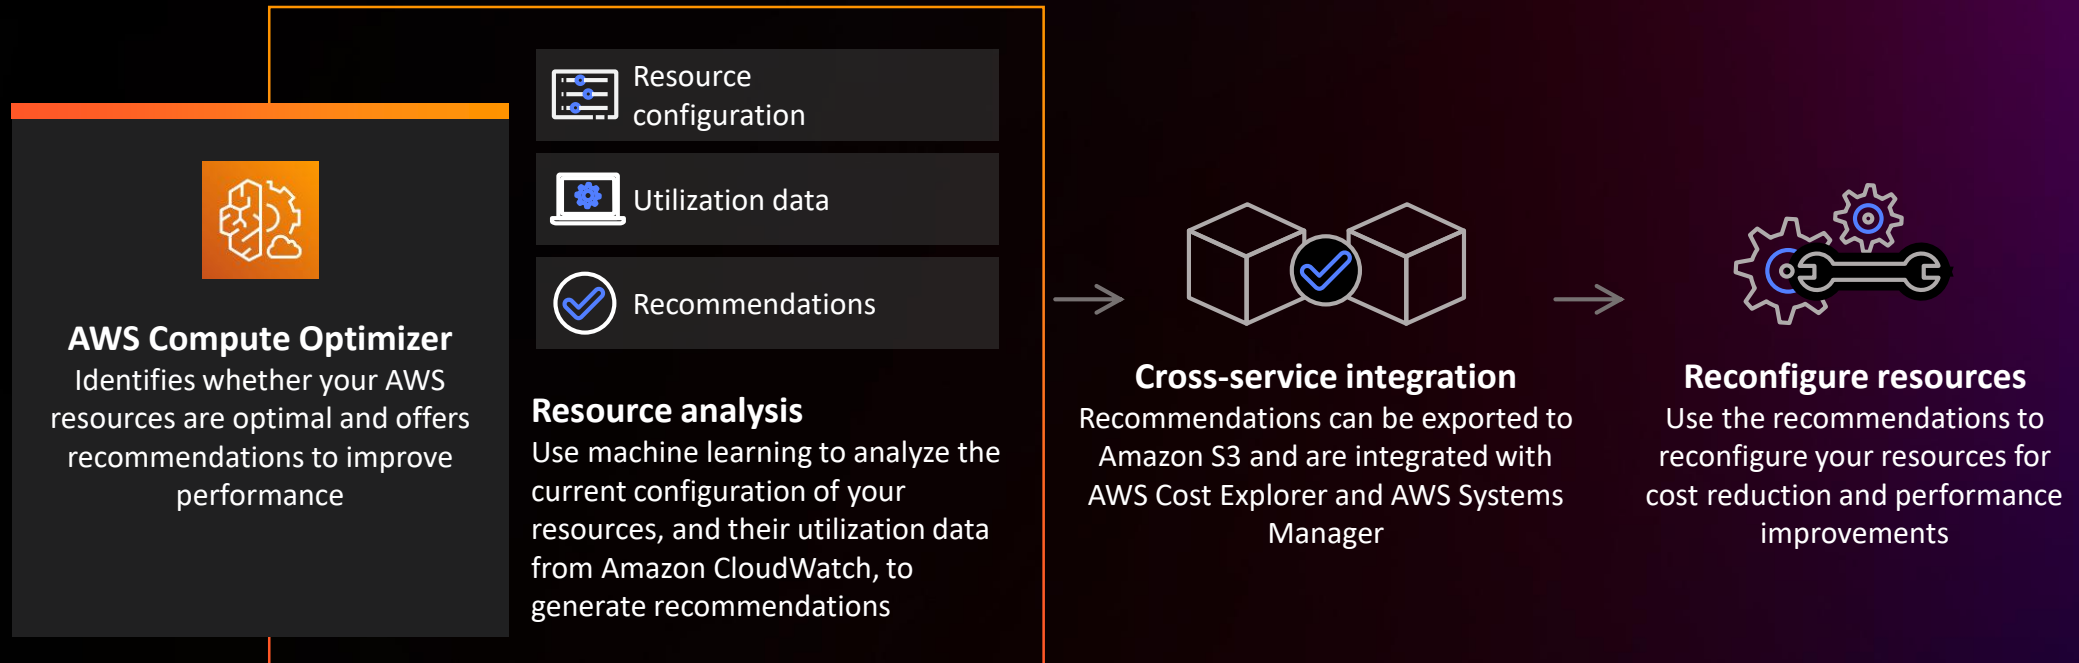 AWS Compute Optimizer
Identifies whether your AWS
resources are optimal and offers
recommendations to improve
performance
Resource
configuration
Utilization data
Recommendations
Resource analysis
Use machine learning to analyze the
current configuration of your
resources, and their utilization data
from Amazon CloudWatch, to
generate recommendations
Cross-service integration
Recommendations can be exported to
Amazon S3 and are integrated with
AWS Cost Explorer and AWS Systems
Manager
Reconfigure resources
Use the recommendations to
reconfigure your resources for
cost reduction and performance
improvements